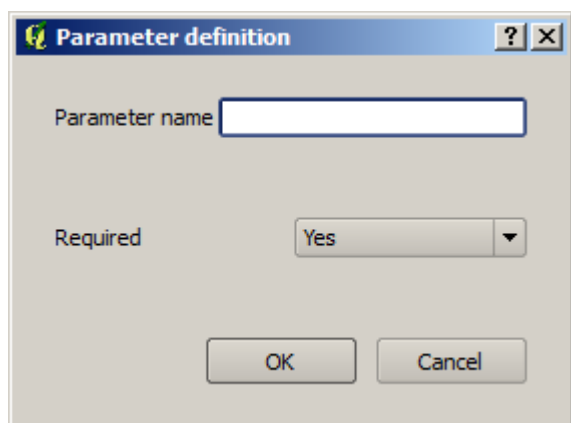 Parameter definition
Parameter name
Required Yes
OK Cancel